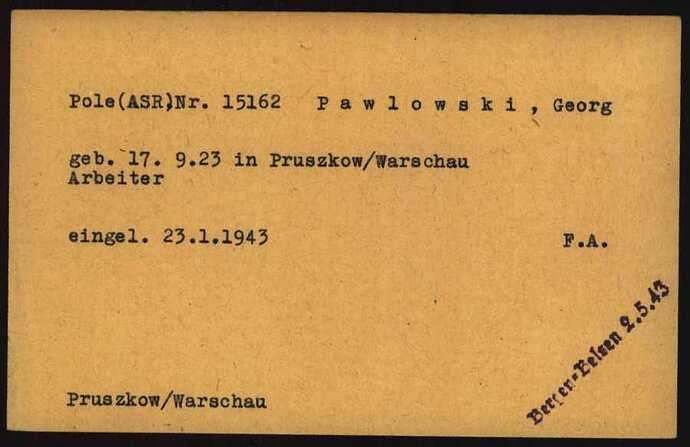 Pole(ASR)Nr. 15162 P a w l o w s k i , Georg
geb. 17. 9.23 in Pruszkow/Warschau
Arbeiter
eingel. 23.1.1943 F.A.
Bergen-Belsen 2.5.43
Pruszkow/Warschau